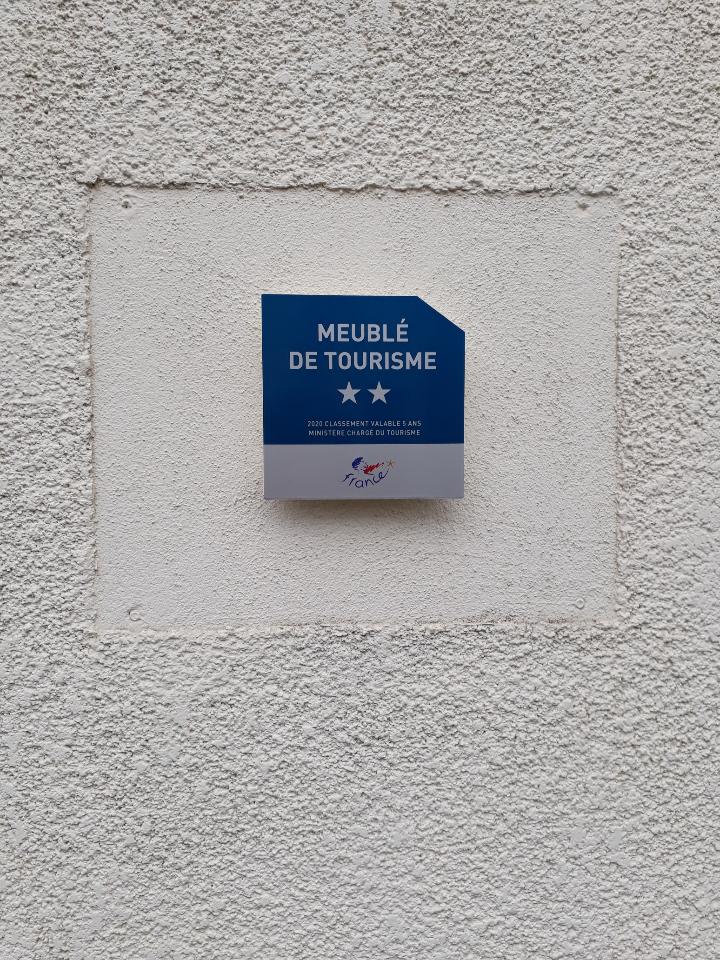 MEUBLÉ
DE TOURISME
★★
2020 CLASSEMENT VALABLE 5 ANS
MINISTÈRE CHARGÉ DU TOURISME
France